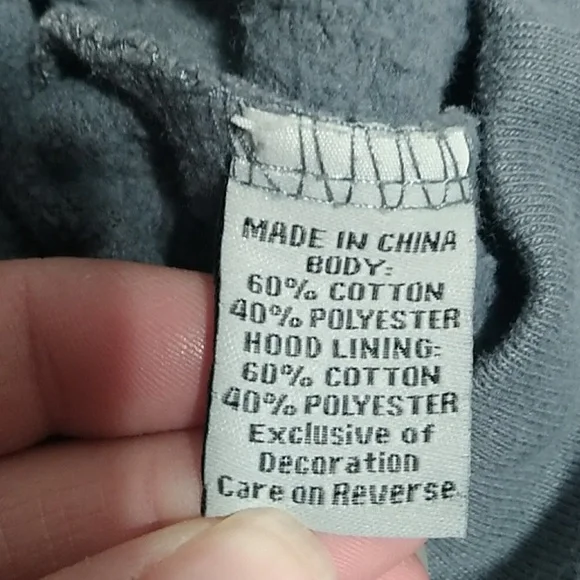 MADE IN CHINA
BODY:
60% COTTON
40% POLYESTER
HOOD LINING:
60% COTTON
40% POLYESTER
Exclusive of
Decoration
Care on Reverse